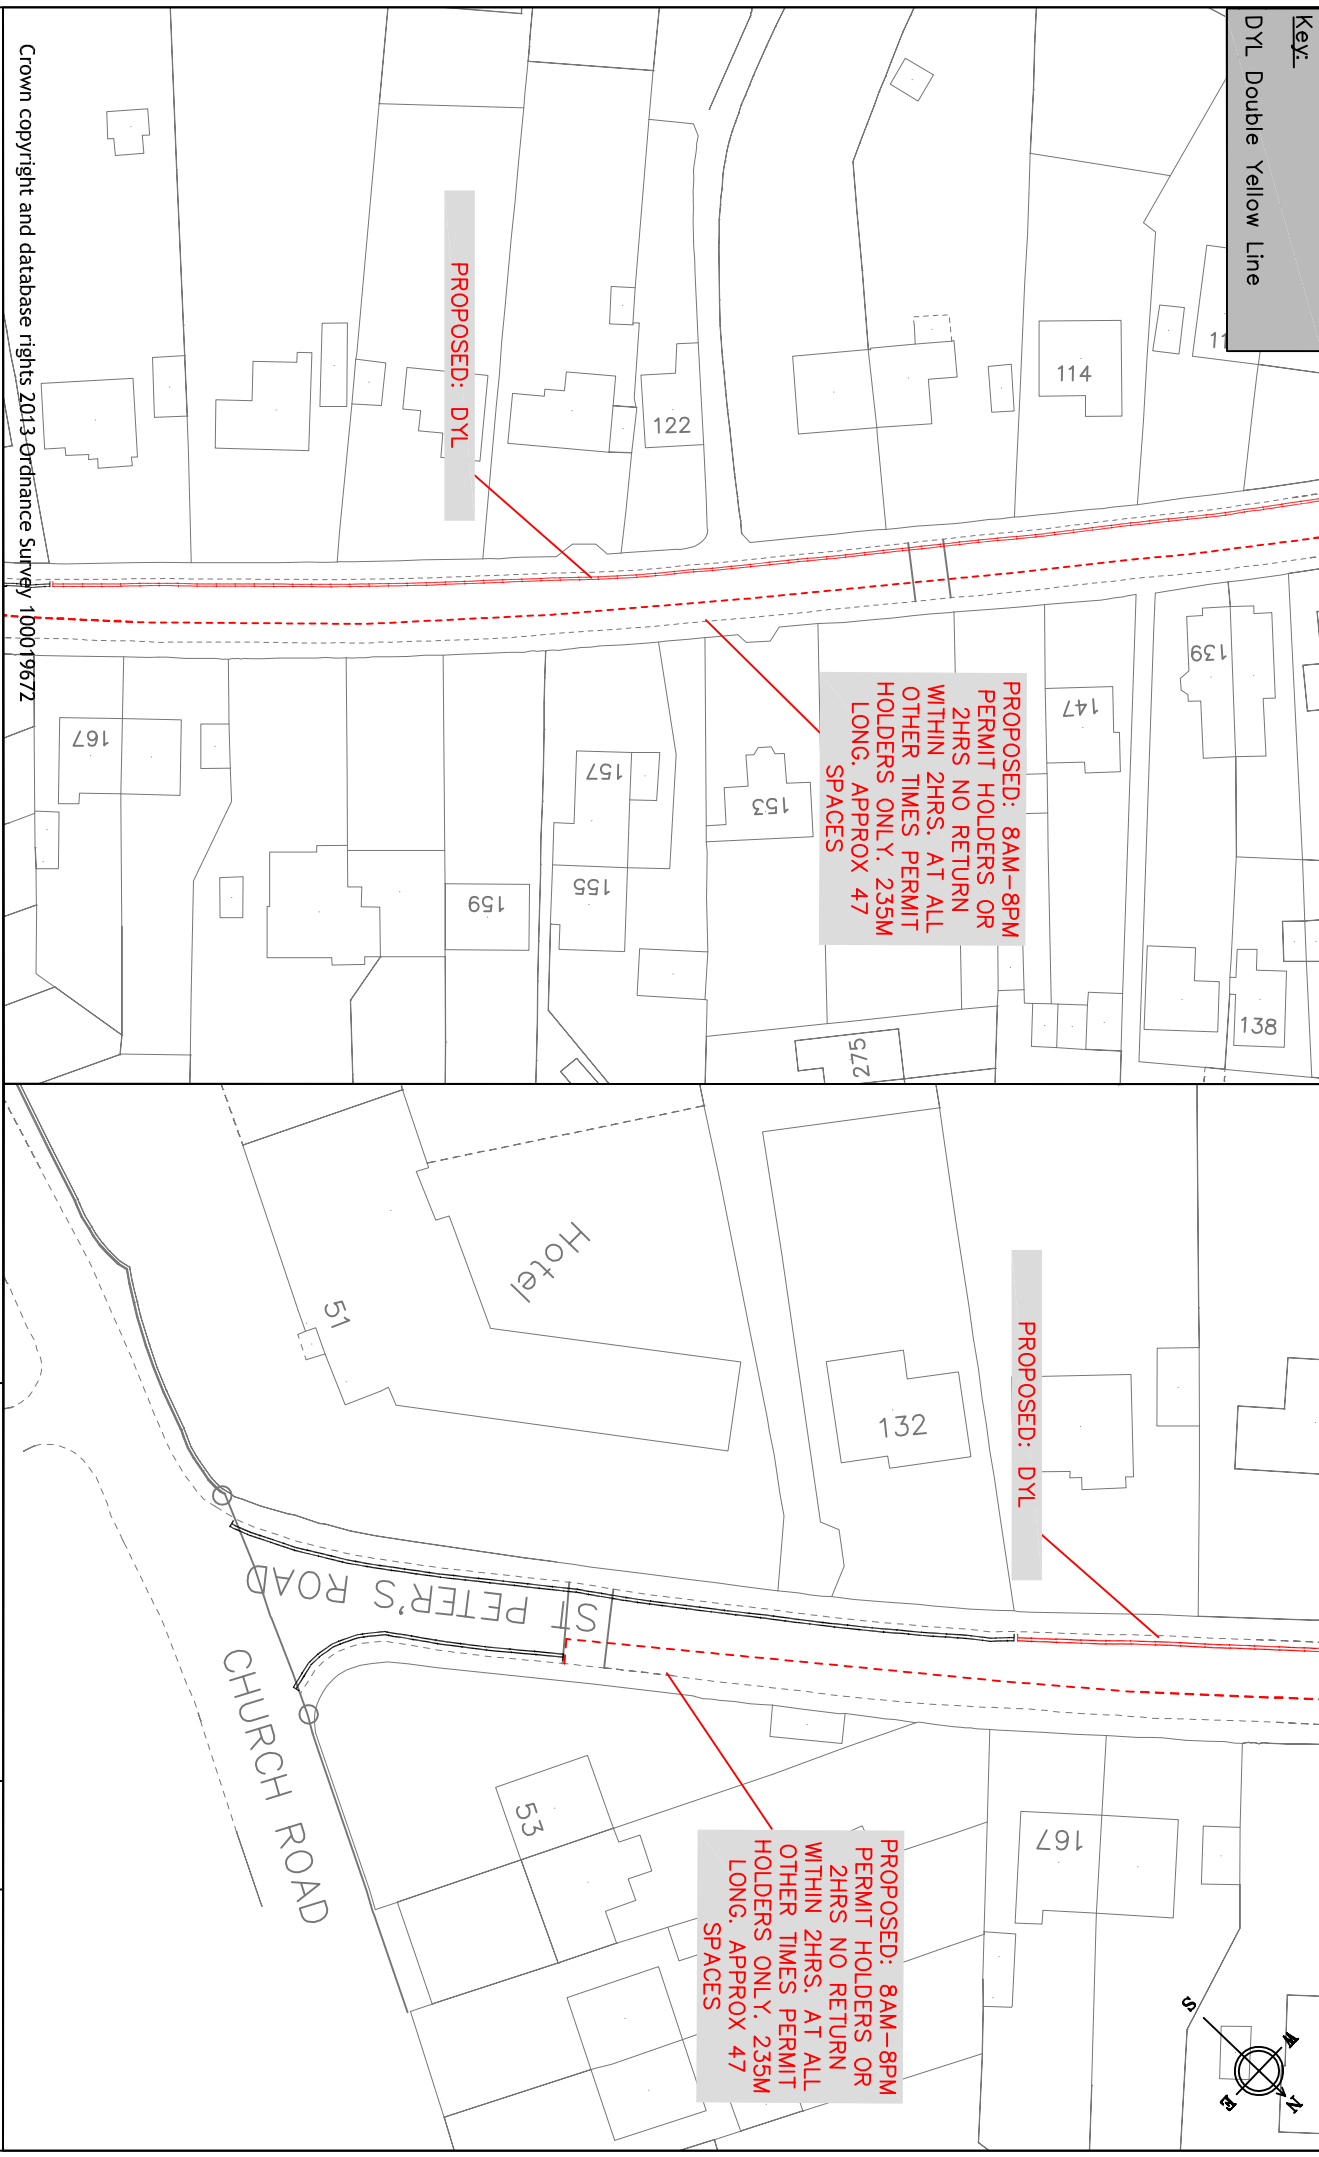 Key:
DYL Double Yellow Line
11
114
122
PROPOSED: DYL
139
147
PROPOSED: 8AM-8PM
PERMIT HOLDERS OR
2HRS NO RETURN
WITHIN 2HRS. AT ALL
OTHER TIMES PERMIT
HOLDERS ONLY. 235M
LONG. APPROX 47
SPACES
153
157
155
159
167
138
275
Crown copyright and database rights 2013 Ordnance Survey 100019672
Hotel
51
132
PROPOSED: DYL
ST PETER'S ROAD
CHURCH ROAD
53
167
PROPOSED: 8AM-8PM
PERMIT HOLDERS OR
2HRS NO RETURN
WITHIN 2HRS. AT ALL
OTHER TIMES PERMIT
HOLDERS ONLY. 235M
LONG. APPROX 47
SPACES
N
E
S
W